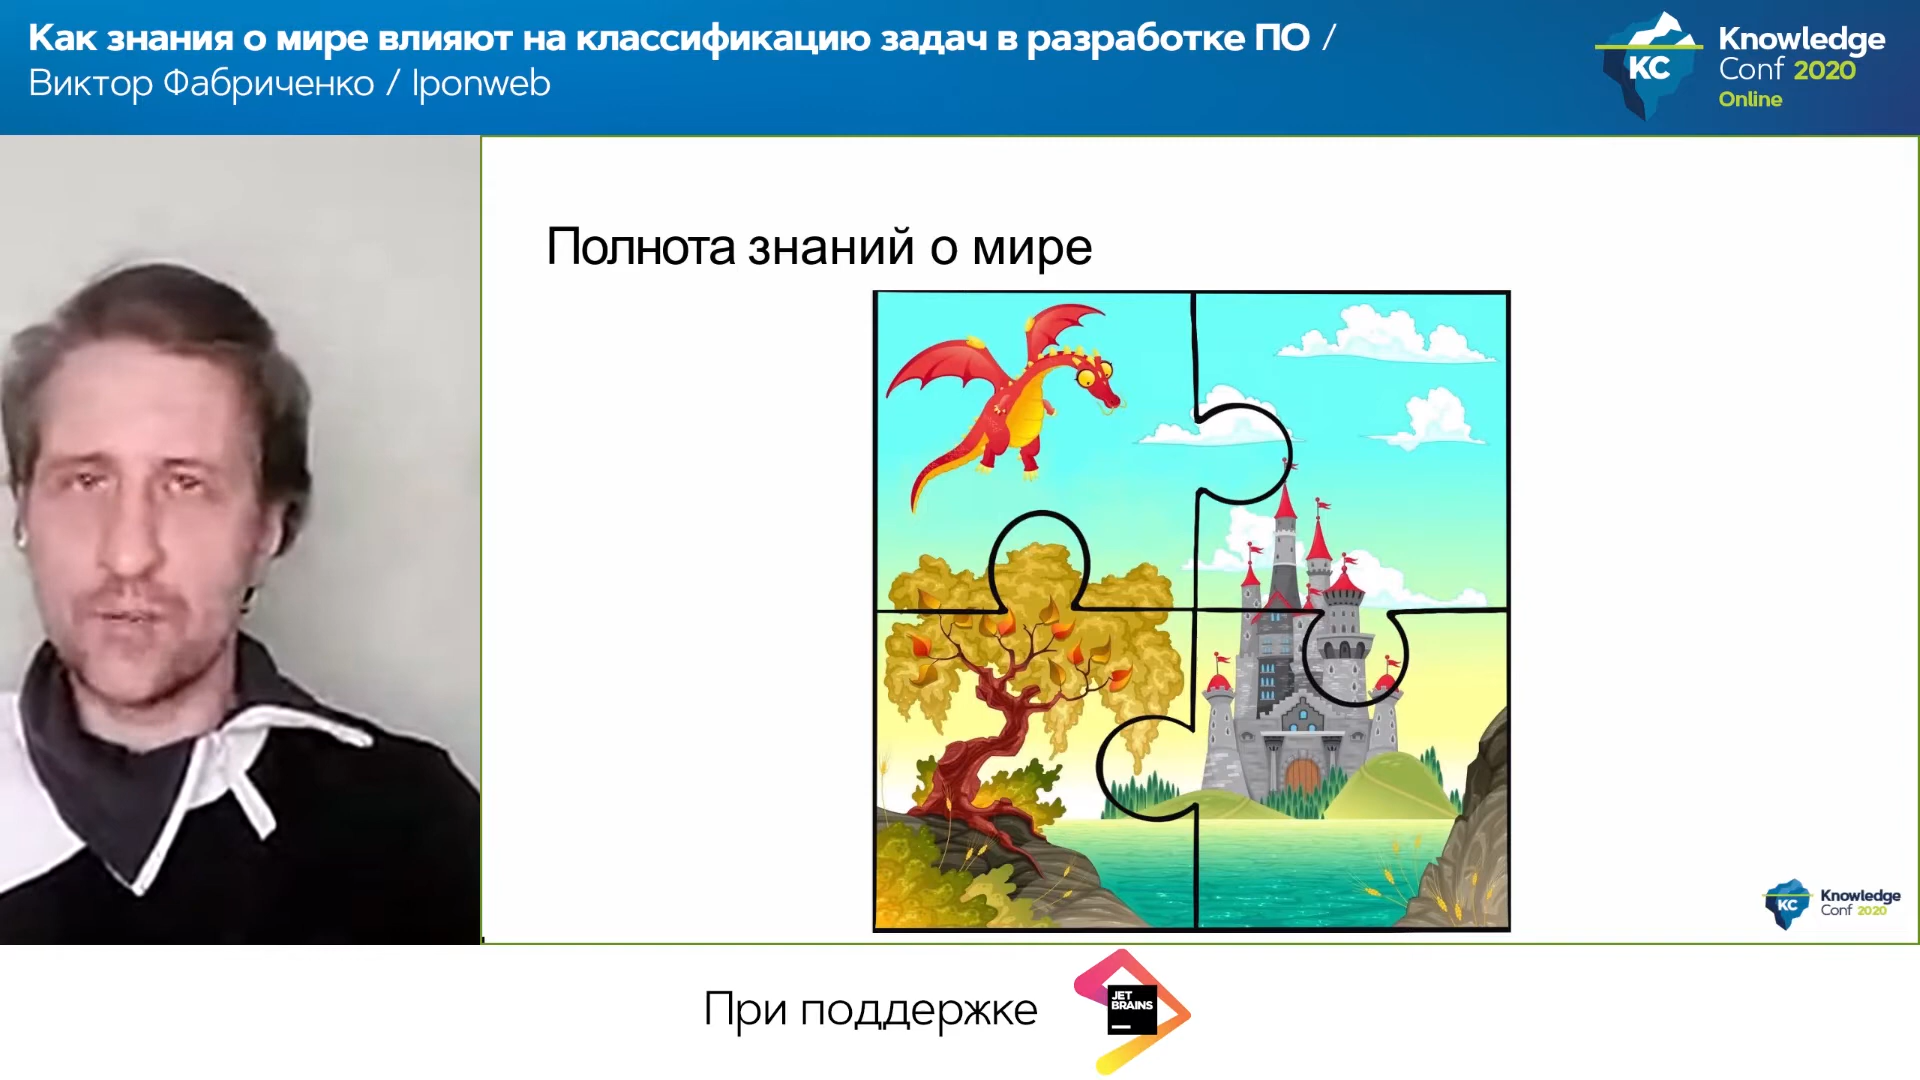 Как знания о мире влияют на классификацию задач в разработке ПО /
Виктор Фабриченко / Iponweb
KC
Knowledge
Conf 2020
Online
Полнота знаний о мире
KC
Knowledge
Conf 2020
При поддержке
JET
BRAINS